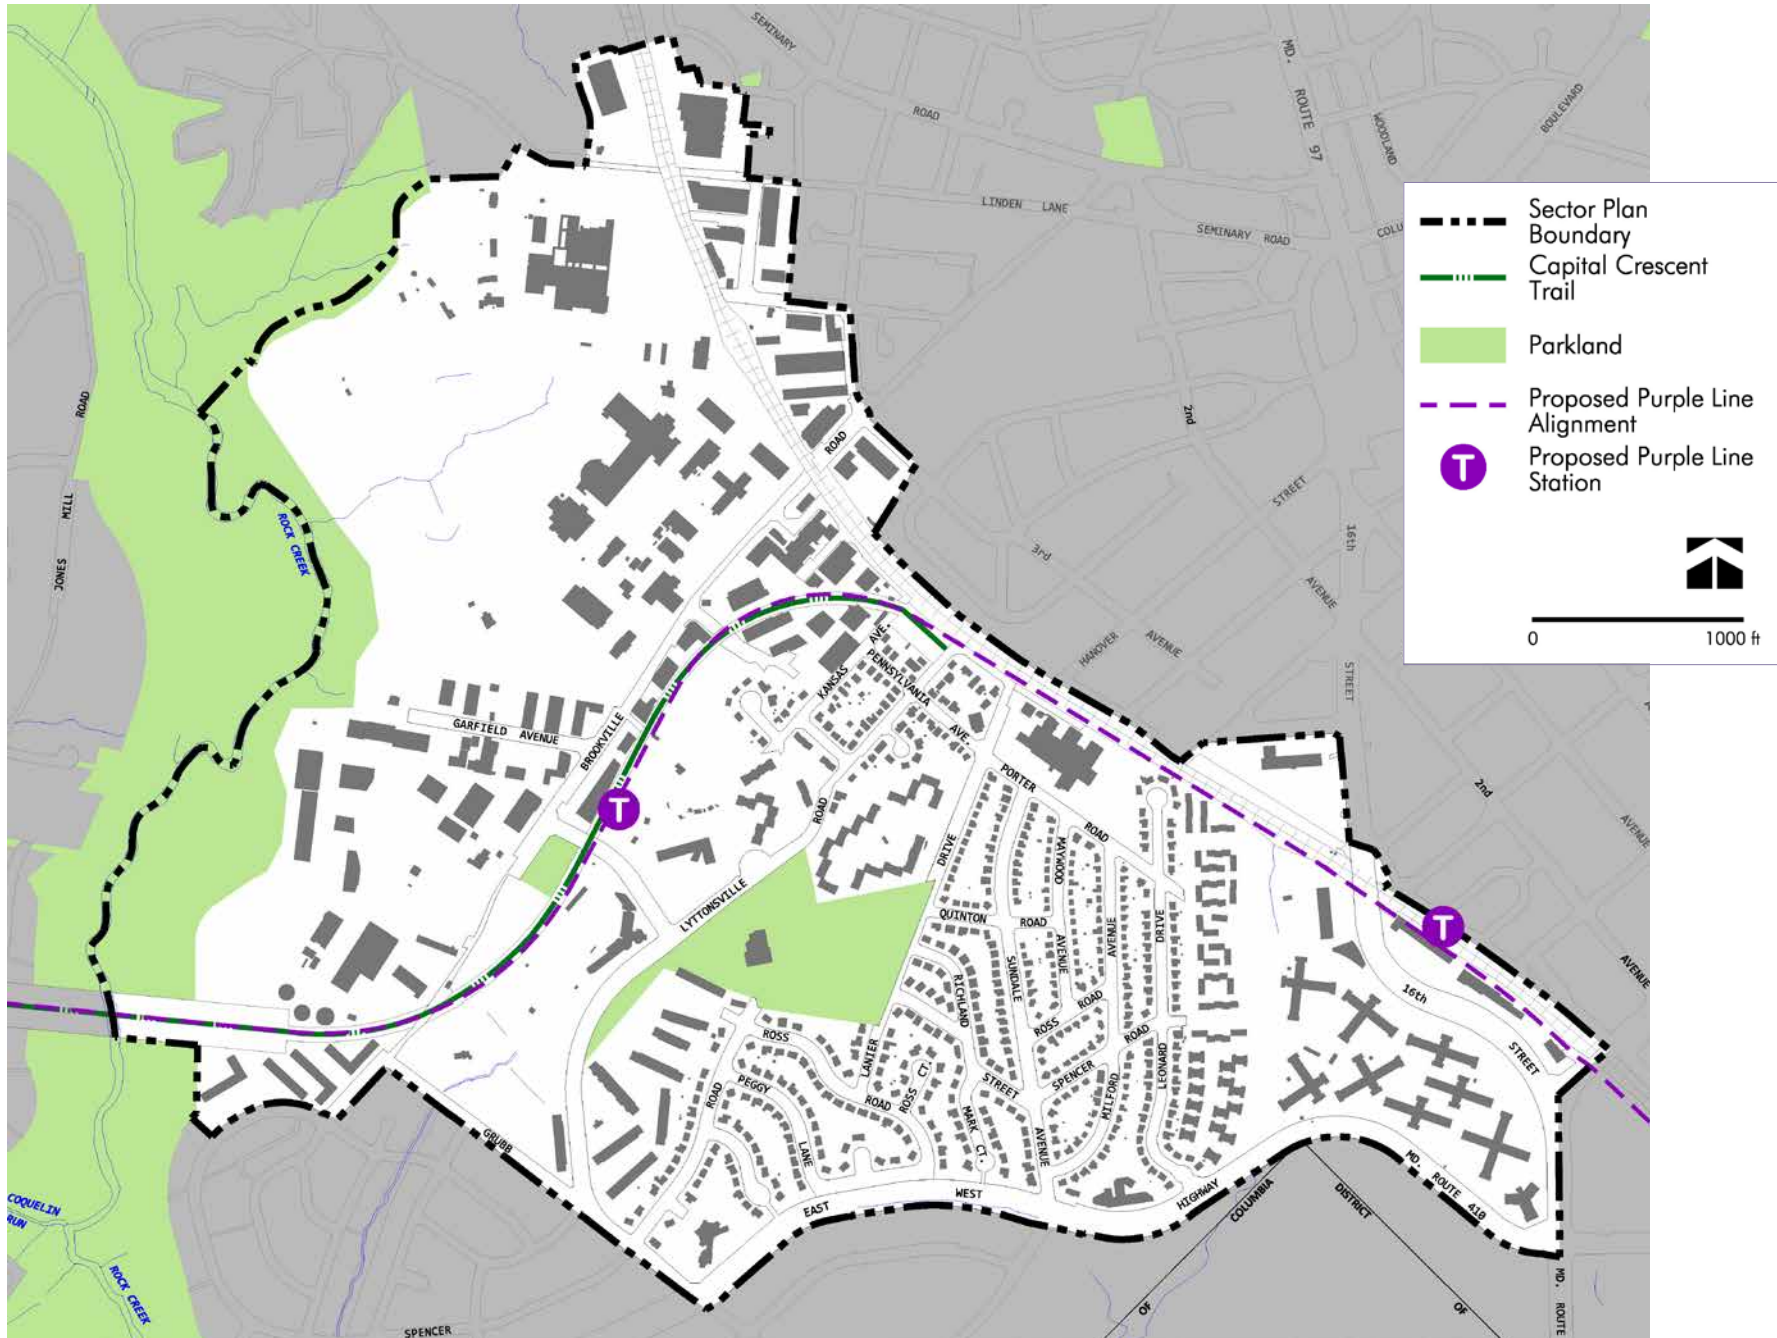 SEMINARY
ROAD
MD.
ROUTE 97
WOODLAND
BOULEVARD
LINDEN LANE
SEMINARY ROAD
COLU
Sector Plan
Boundary
Capital Crescent
Trail
Parkland
Proposed Purple Line
Alignment
T
Proposed Purple Line
Station
0
1000 ft
JONES
MILL
ROAD
ROCK CREEK
ROAD
2nd
STREET
3rd
16th
AVENUE
HANOVER
AVENUE
STREET
2nd
AVENUE
AVENUE
GARFIELD AVENUE
BROOKVILLE
T
KANSAS
AVE.
PENNSYLVANIA
AVE.
LYTTONSVILLE
ROAD
DRIVE
PORTER
ROAD
MAYWOOD
AVENUE
QUINTON
ROAD
SUNDALE
RICHLAND
STREET
AVENUE
DRIVE
ROSS
ROAD
SPENCER
ROAD
MILFORD
AVENUE
LEONARD
T
16th
STREET
ROSS
ROAD
LANIER
ROSS CT.
MARK CT.
PEGGY
LANE
ROAD
GRUBB
EAST
WEST
HIGHWAY
MD. ROUTE 410
COLUMBIA
DISTRICT
OF
OF
MD. ROUTE
COQUELIN
RUN
ROCK CREEK
SPENCER